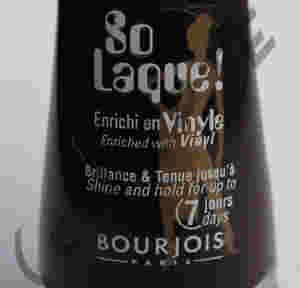 So
Laque!
Enrichi en Vinyle
Enriched with Vinyl
Brillance & Tenue jusqu'à
Shine and hold for up to
7 jours
days
BOURJOIS
PARIS